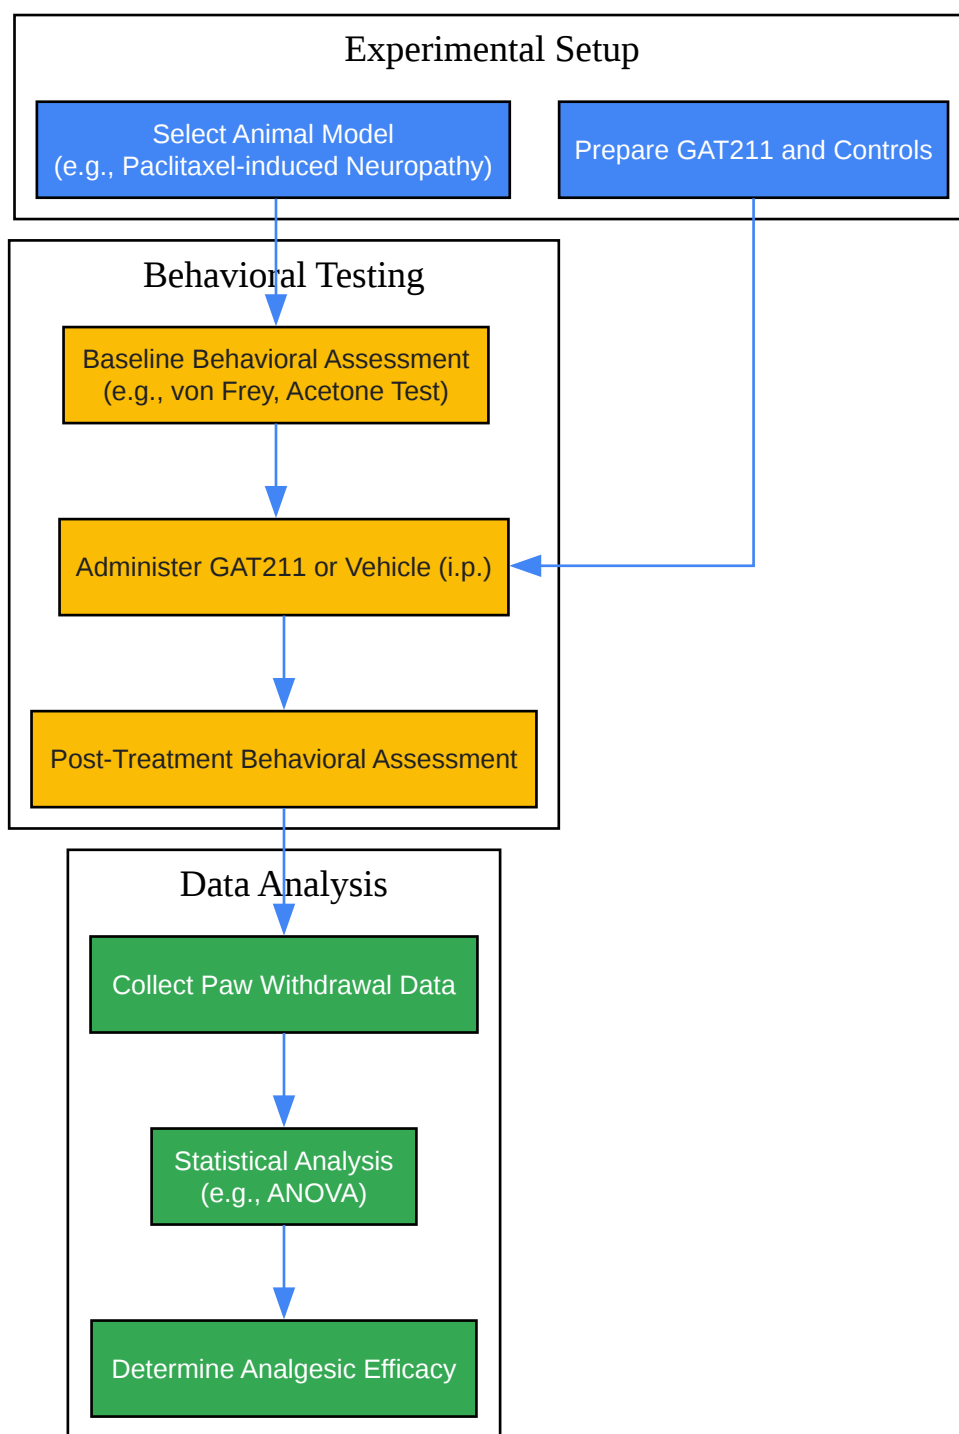 Experimental Setup
Select Animal Model
(e.g., Paclitaxel-induced Neuropathy)
Prepare GAT211 and Controls
Behavioral Testing
Baseline Behavioral Assessment
(e.g., von Frey, Acetone Test)
Administer GAT211 or Vehicle (i.p.)
Post-Treatment Behavioral Assessment
Data Analysis
Collect Paw Withdrawal Data
Statistical Analysis
(e.g., ANOVA)
Determine Analgesic Efficacy